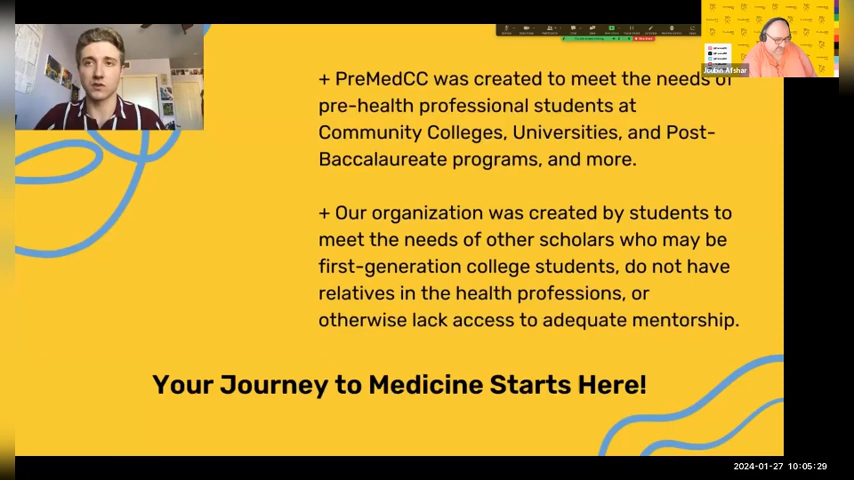 + PreMedCC was created to meet the needs of
pre-health professional students at
Community Colleges, Universities, and Post-
Baccalaureate programs, and more.
+ Our organization was created by students to
meet the needs of other scholars who may be
first-generation college students, do not have
relatives in the health professions, or
otherwise lack access to adequate mentorship.
Your Journey to Medicine Starts Here!
Joubin Afshar
2024-01-27 10:05:29